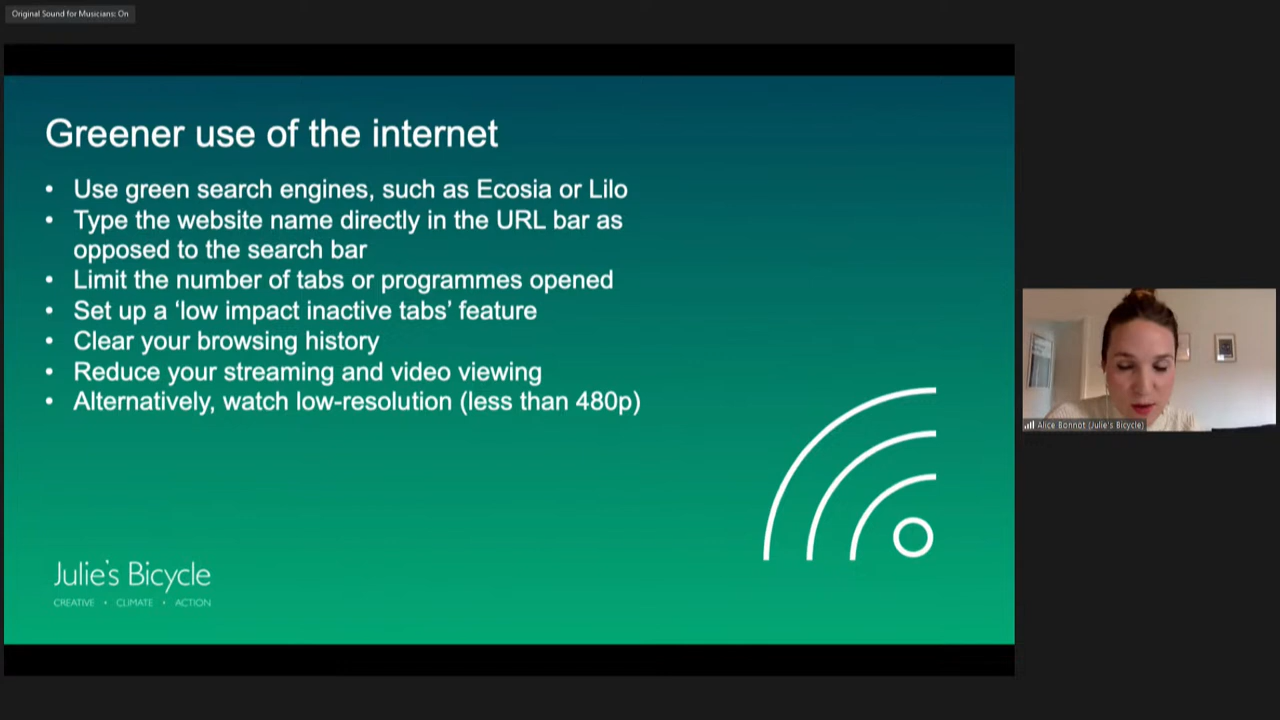 Original Sound for Musicians: On
Greener use of the internet
• Use green search engines, such as Ecosia or Lilo
• Type the website name directly in the URL bar as
opposed to the search bar
• Limit the number of tabs or programmes opened
• Set up a ‘low impact inactive tabs’ feature
• Clear your browsing history
• Reduce your streaming and video viewing
• Alternatively, watch low-resolution (less than 480p)
Alice Bonnot (Julie's Bicycle)
Julie's Bicycle
CREATIVE • CLIMATE • ACTION